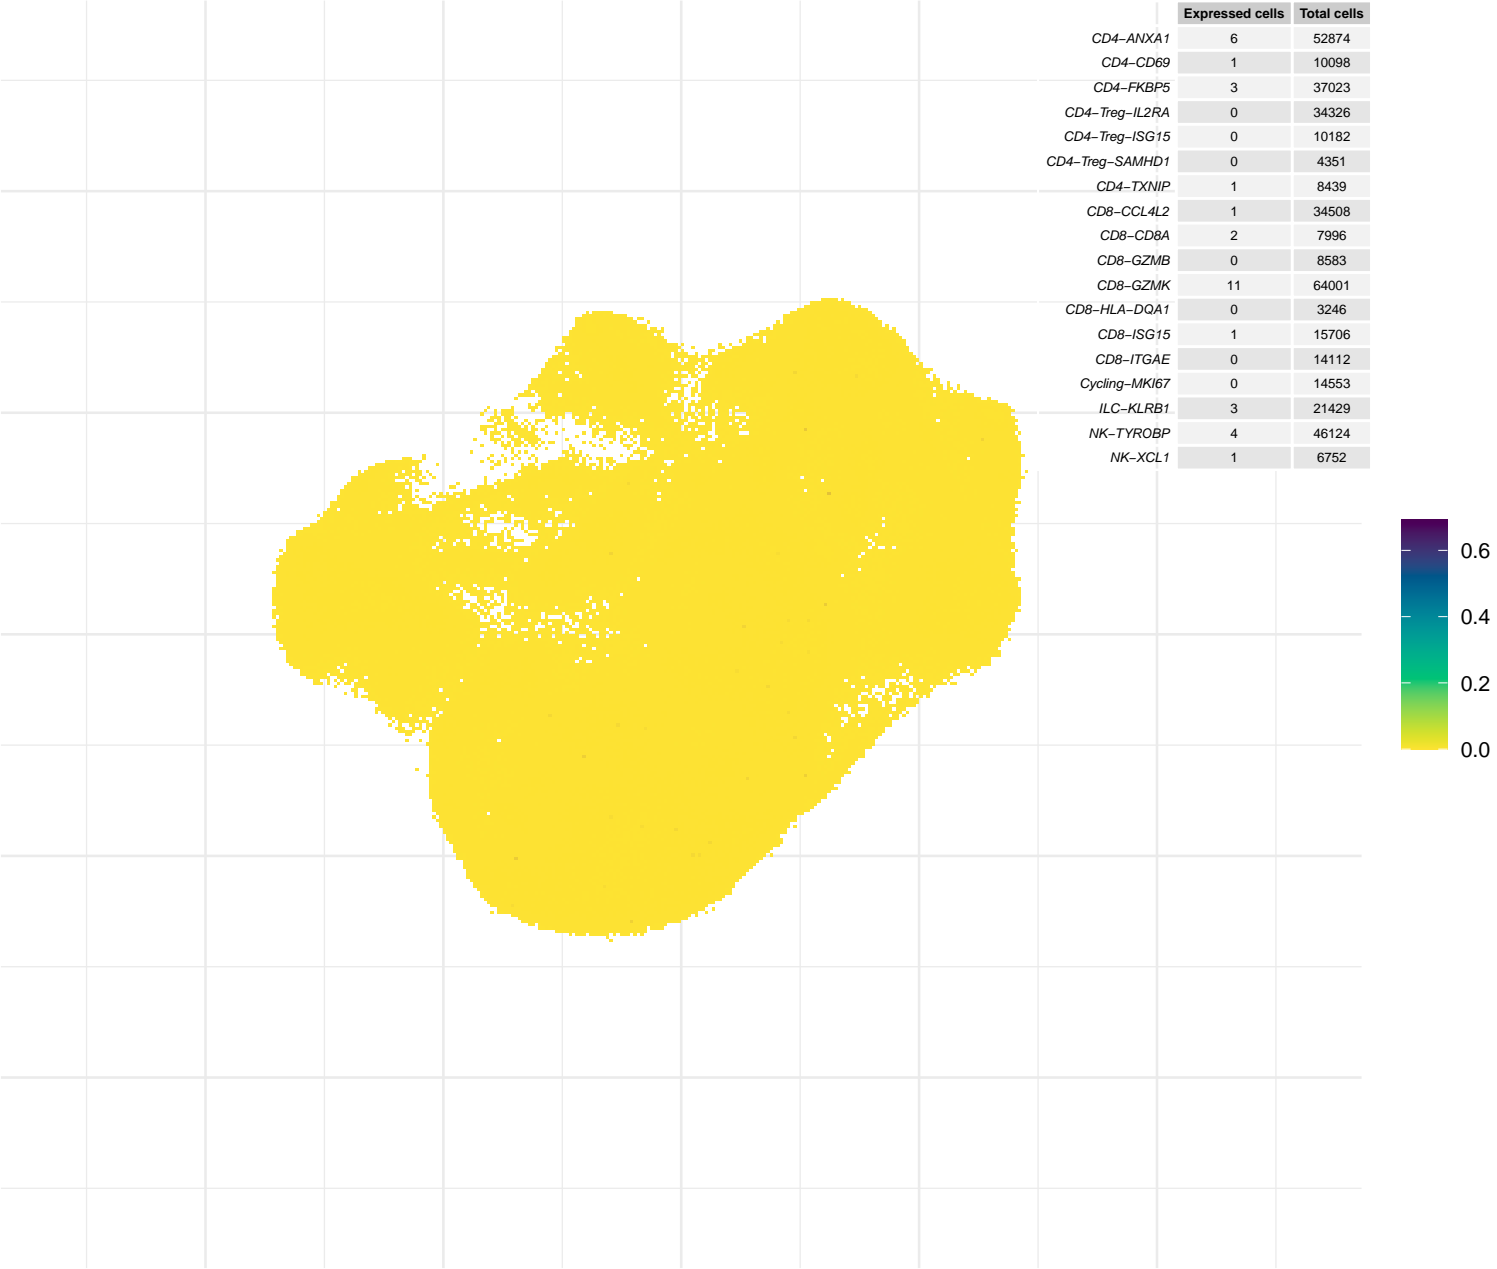 Expressed cells Total cells
CD4−ANXA1 6 52874
CD4−CD69 1 10098
CD4−FKBP5 3 37023
CD4−Treg−IL2RA 0 34326
CD4−Treg−ISG15 0 10182
CD4−Treg−SAMHD1 0 4351
CD4−TXNIP 1 8439
CD8−CCL4L2 1 34508
CD8−CD8A 2 7996
CD8−GZMB 0 8583
CD8−GZMK 11 64001
CD8−HLA−DQA1 0 3246
CD8−ISG15 1 15706
CD8−ITGAE 0 14112
Cycling−MKI67 0 14553
ILC−KLRB1 3 21429
NK−TYROBP 4 46124
NK−XCL1 1 6752
0.6
0.4
0.2
0.0